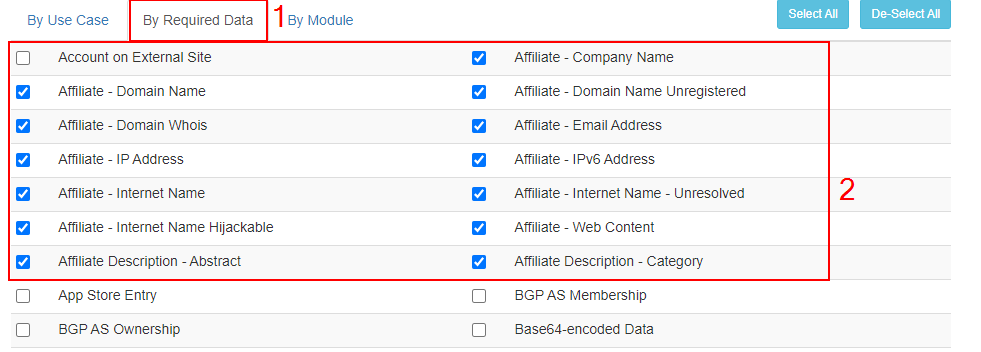 By Use Case By Required Data 1 By Module Select All De-Select All
Account on External Site Affiliate - Company Name
Affiliate - Domain Name Affiliate - Domain Name Unregistered
Affiliate - Domain Whois Affiliate - Email Address
Affiliate - IP Address Affiliate - IPv6 Address
Affiliate - Internet Name Affiliate - Internet Name - Unresolved 2
Affiliate - Internet Name Hijackable Affiliate - Web Content
Affiliate Description - Abstract Affiliate Description - Category
App Store Entry BGP AS Membership
BGP AS Ownership Base64-encoded Data